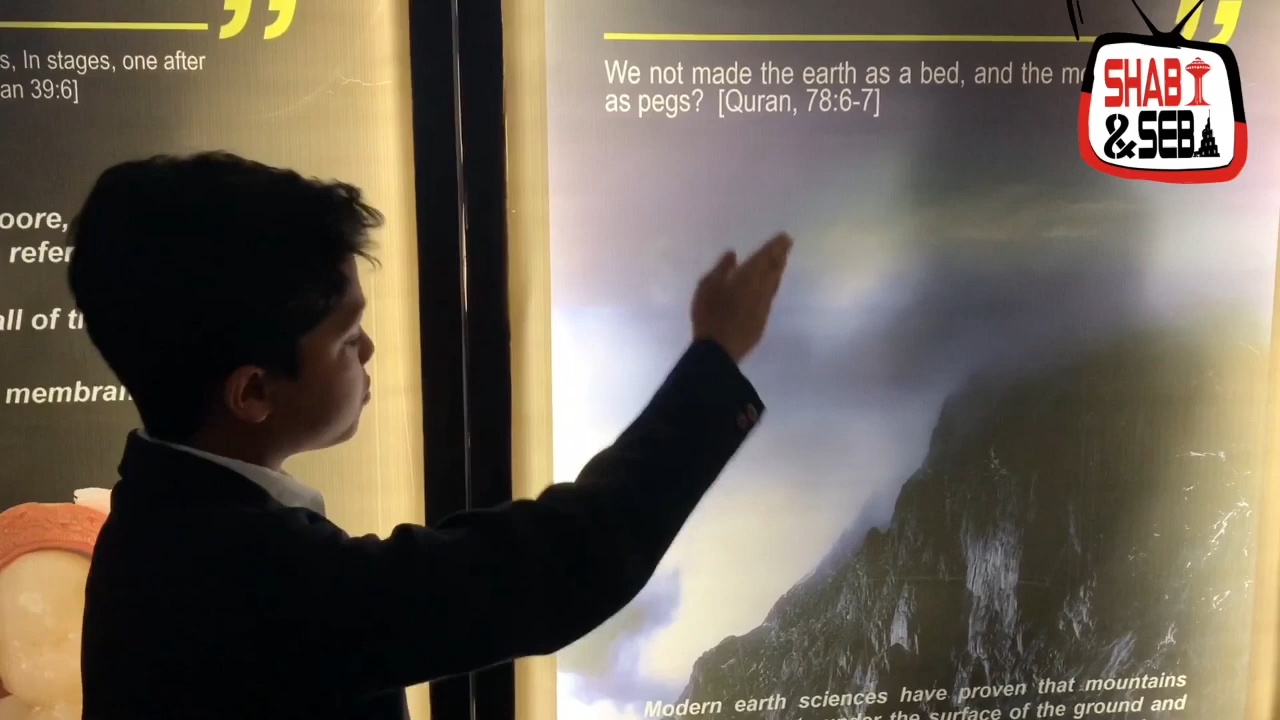 s, In stages, one after
an 39:6]
oore,
refer
all of t
membran
We not made the earth as a bed, and the m
as pegs? [Quran, 78:6-7]
Modern earth sciences have proven that mountains
under the surface of the ground and
SHAB
&SEB